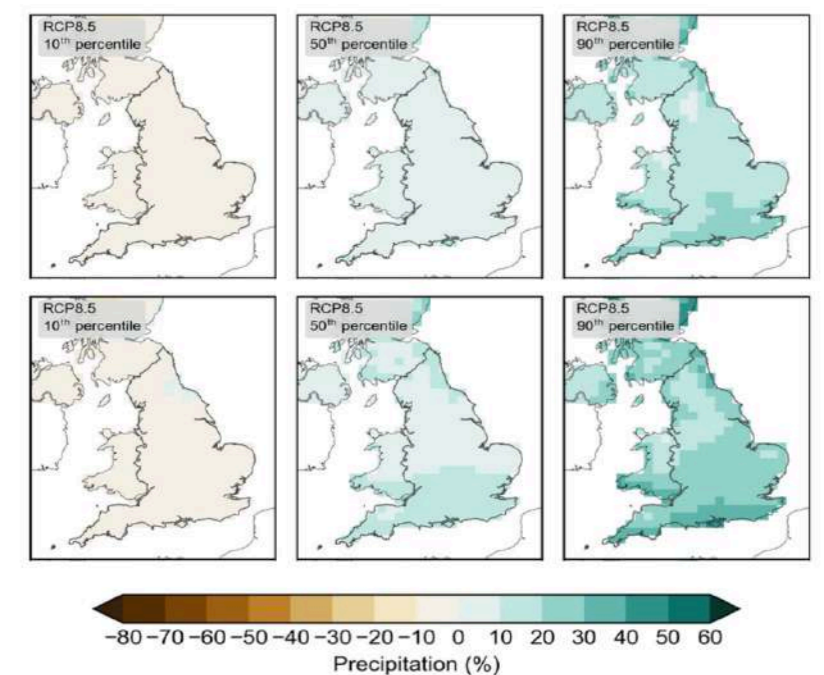 RCP8.5
10th percentile
RCP8.5
50th percentile
RCP8.5
90th percentile
RCP8.5
10th percentile
RCP8.5
50th percentile
RCP8.5
90th percentile
−80 −70 −60 −50 −40 −30 −20 −10 0 10 20 30 40 50 60
Precipitation (%)